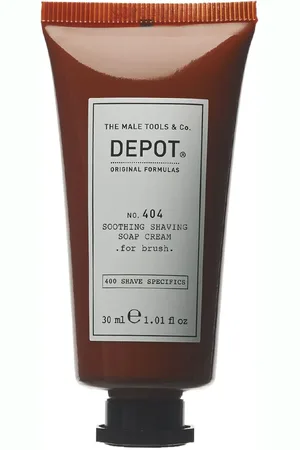 THE MALE TOOLS & Co.
DEPOT®
ORIGINAL FORMULAS
NO. 404
SOOTHING SHAVING
SOAP CREAM
.for brush.
400 SHAVE SPECIFICS
30 ml ℮ 1.01 fl oz